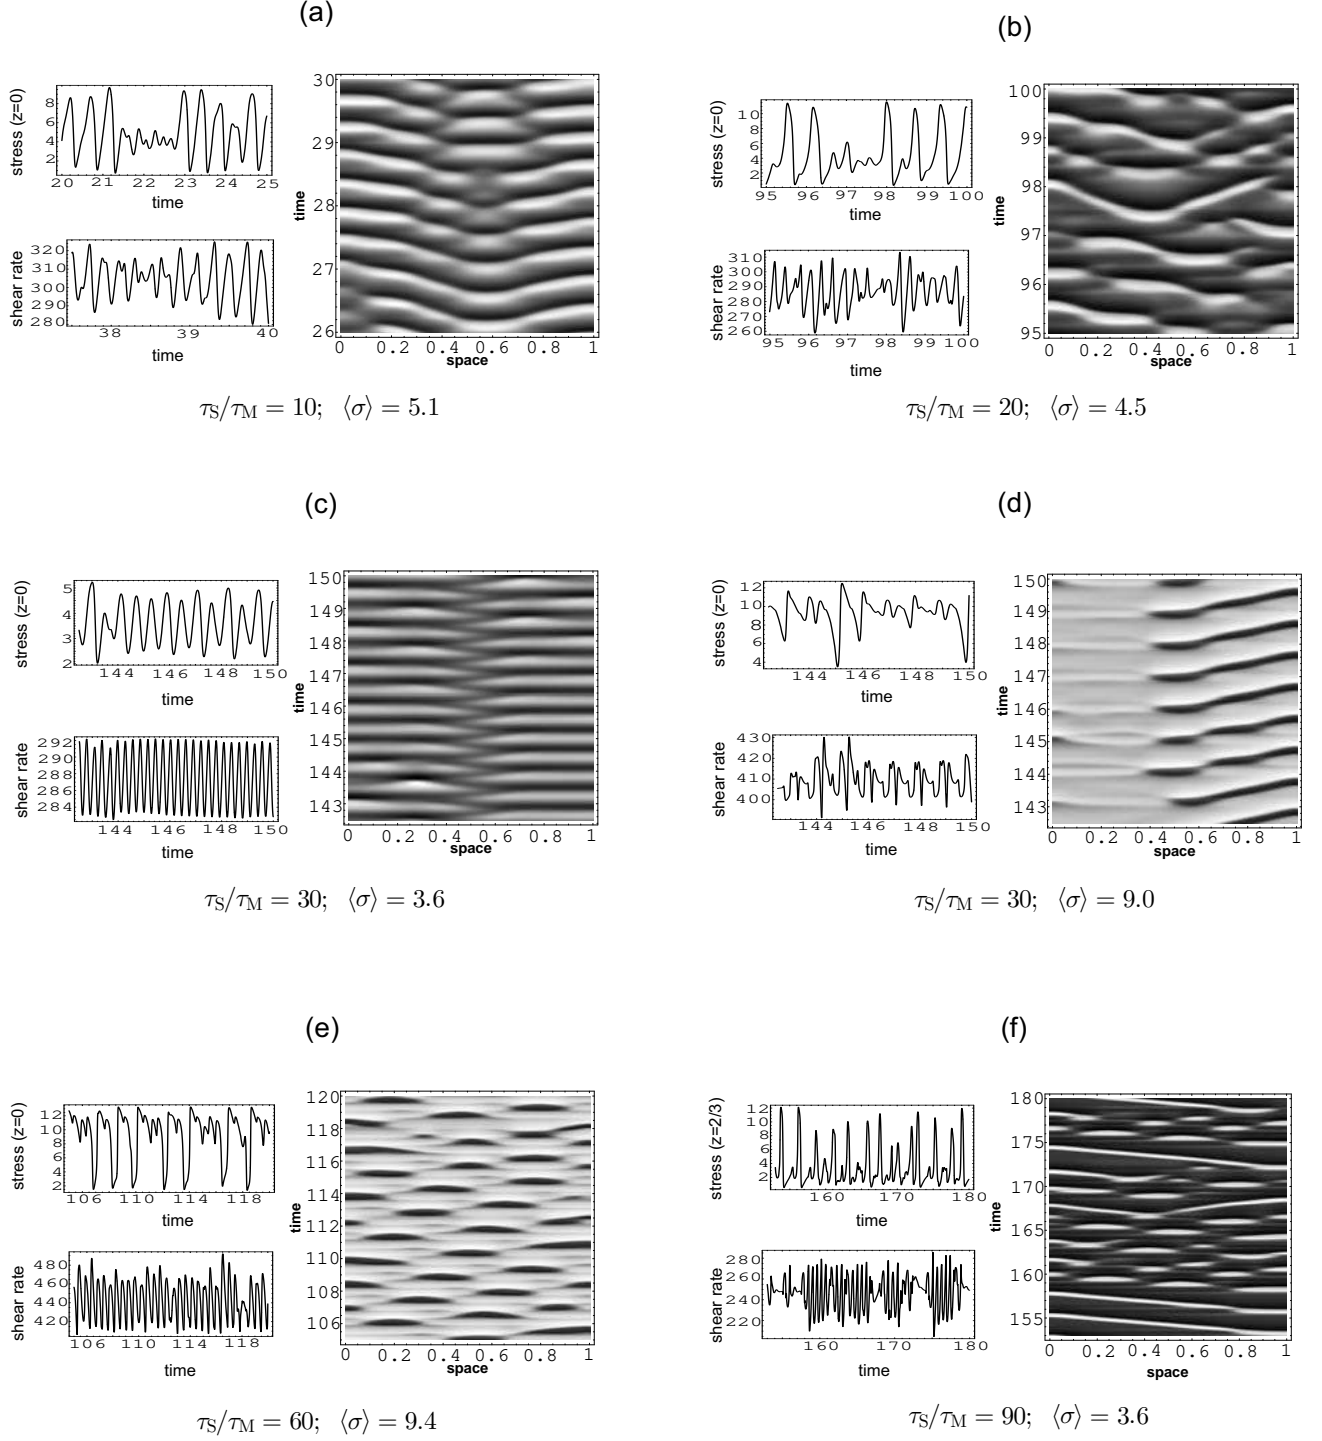 (a)
(b)
stress (z=0)
8
6
4
2
20 21 22 23 24 25
time
shear rate
320
310
300
290
280
38 39 40
time
time
30
29
28
27
26
0 0.2 0.4 0.6 0.8 1
space
τS/τM = 10; ⟨σ⟩ = 5.1
stress (z=0)
10
8
6
4
2
95 96 97 98 99 100
time
shear rate
310
300
290
280
270
260
95 96 97 98 99 100
time
time
100
99
98
97
96
95
0 0.2 0.4 0.6 0.8 1
space
τS/τM = 20; ⟨σ⟩ = 4.5
(c)
(d)
stress (z=0)
5
4
3
2
144 146 148 150
time
shear rate
292
290
288
286
284
144 146 148 150
time
time
150
149
148
147
146
145
144
143
0 0.2 0.4 0.6 0.8 1
space
τS/τM = 30; ⟨σ⟩ = 3.6
stress (z=0)
12
10
8
6
4
144 146 148 150
time
shear rate
430
420
410
400
144 146 148 150
time
time
150
149
148
147
146
145
144
143
0 0.2 0.4 0.6 0.8 1
space
τS/τM = 30; ⟨σ⟩ = 9.0
(e)
(f)
stress (z=0)
12
10
8
6
4
2
106 110 114 118
time
shear rate
480
460
440
420
106 110 114 118
time
time
120
118
116
114
112
110
108
106
0 0.2 0.4 0.6 0.8 1
space
τS/τM = 60; ⟨σ⟩ = 9.4
stress (z=2/3)
12
10
8
6
4
2
160 170 180
time
shear rate
280
260
240
220
160 170 180
time
time
180
175
170
165
160
155
0 0.2 0.4 0.6 0.8 1
space
τS/τM = 90; ⟨σ⟩ = 3.6